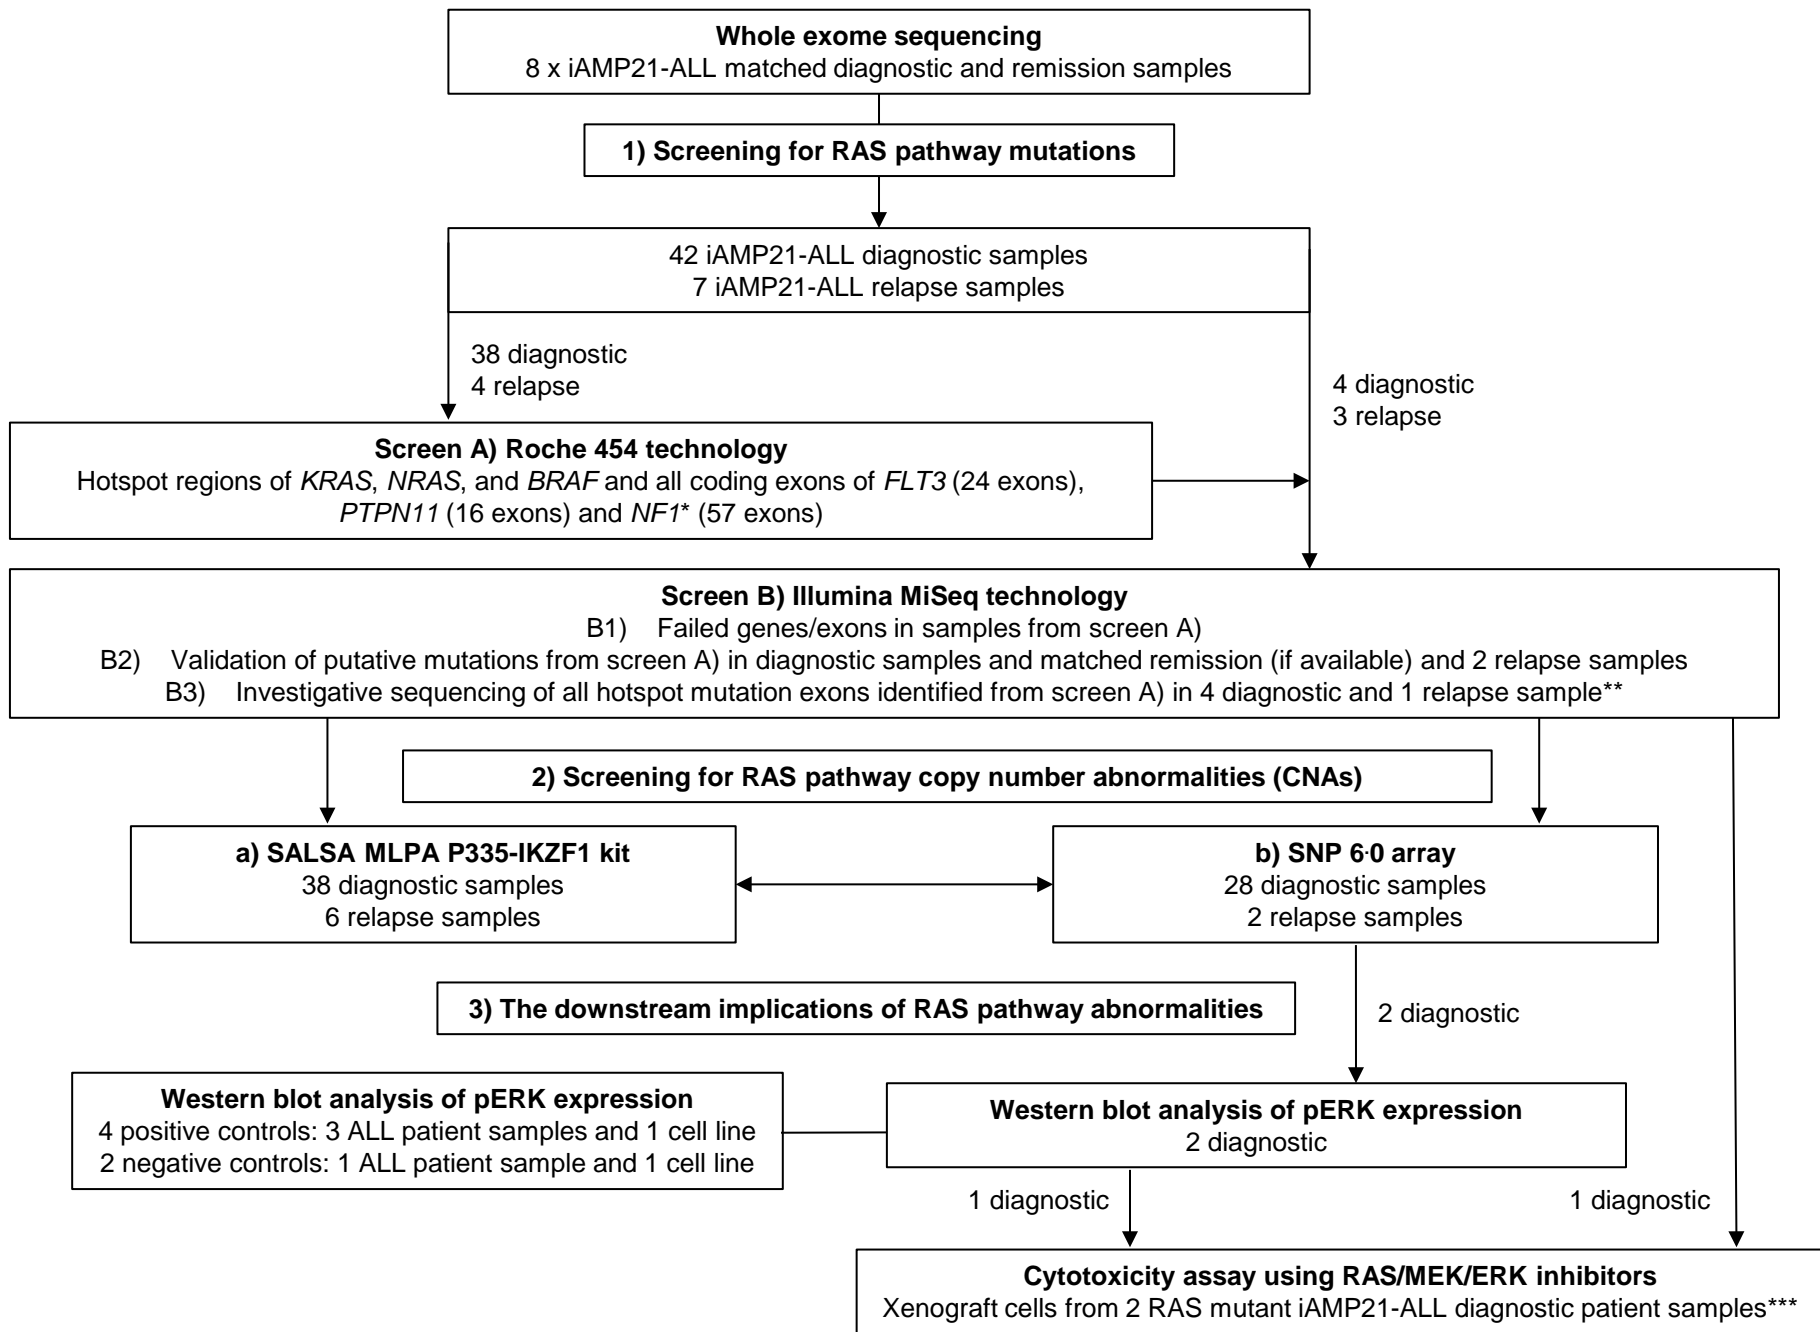 Whole exome sequencing
8 x iAMP21-ALL matched diagnostic and remission samples
1) Screening for RAS pathway mutations
42 iAMP21-ALL diagnostic samples
7 iAMP21-ALL relapse samples
38 diagnostic
4 relapse
4 diagnostic
3 relapse
Screen A) Roche 454 technology
Hotspot regions of KRAS, NRAS, and BRAF and all coding exons of FLT3 (24 exons),
PTPN11 (16 exons) and NF1* (57 exons)
Screen B) Illumina MiSeq technology
B1) Failed genes/exons in samples from screen A)
B2) Validation of putative mutations from screen A) in diagnostic samples and matched remission (if available) and 2 relapse samples
B3) Investigative sequencing of all hotspot mutation exons identified from screen A) in 4 diagnostic and 1 relapse sample**
2) Screening for RAS pathway copy number abnormalities (CNAs)
a) SALSA MLPA P335-IKZF1 kit
38 diagnostic samples
6 relapse samples
b) SNP 6·0 array
28 diagnostic samples
2 relapse samples
3) The downstream implications of RAS pathway abnormalities
2 diagnostic
Western blot analysis of pERK expression
4 positive controls: 3 ALL patient samples and 1 cell line
2 negative controls: 1 ALL patient sample and 1 cell line
Western blot analysis of pERK expression
2 diagnostic
1 diagnostic
1 diagnostic
Cytotoxicity assay using RAS/MEK/ERK inhibitors
Xenograft cells from 2 RAS mutant iAMP21-ALL diagnostic patient samples***